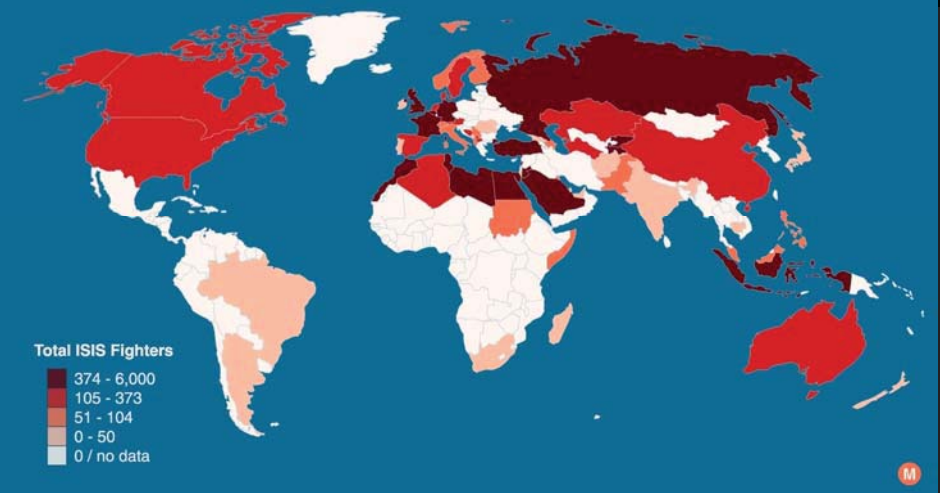 Total ISIS Fighters
374 - 6,000
105 - 373
51 - 104
0 - 50
0 / no data
M